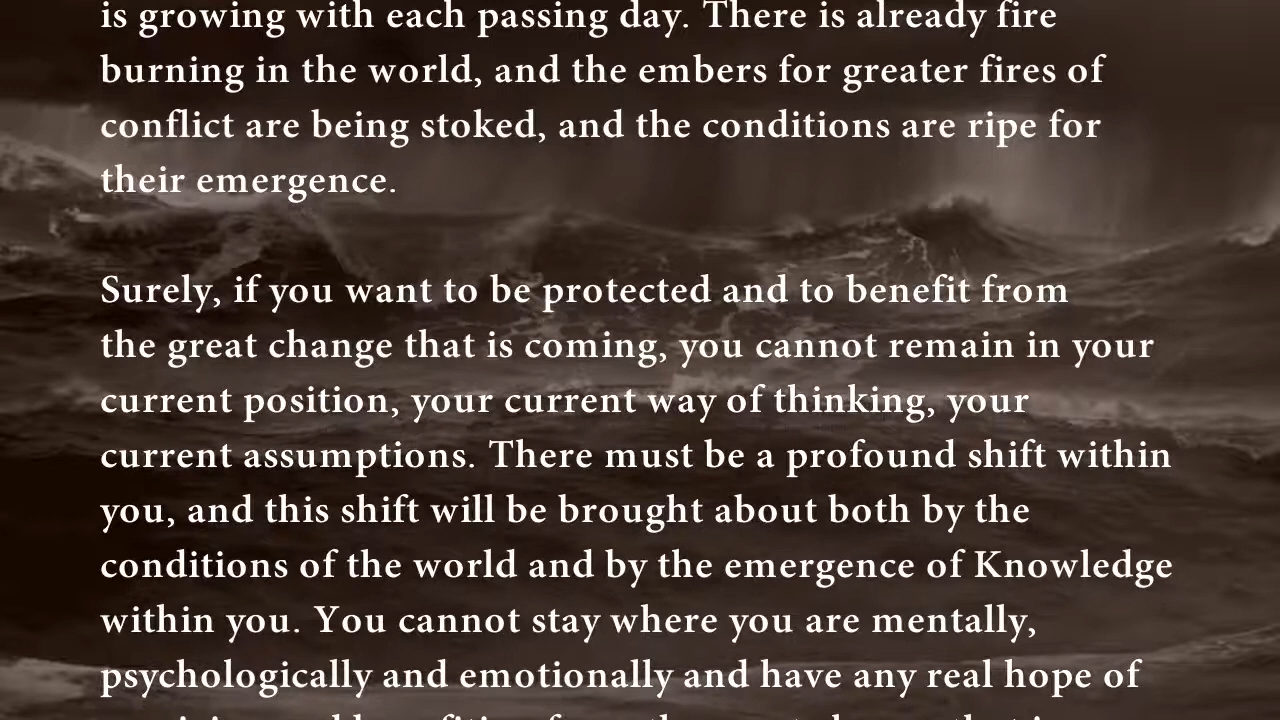 is growing with each passing day. There is already fire
burning in the world, and the embers for greater fires of
conflict are being stoked, and the conditions are ripe for
their emergence.
Surely, if you want to be protected and to benefit from
the great change that is coming, you cannot remain in your
current position, your current way of thinking, your
current assumptions. There must be a profound shift within
you, and this shift will be brought about both by the
conditions of the world and by the emergence of Knowledge
within you. You cannot stay where you are mentally,
psychologically and emotionally and have any real hope of